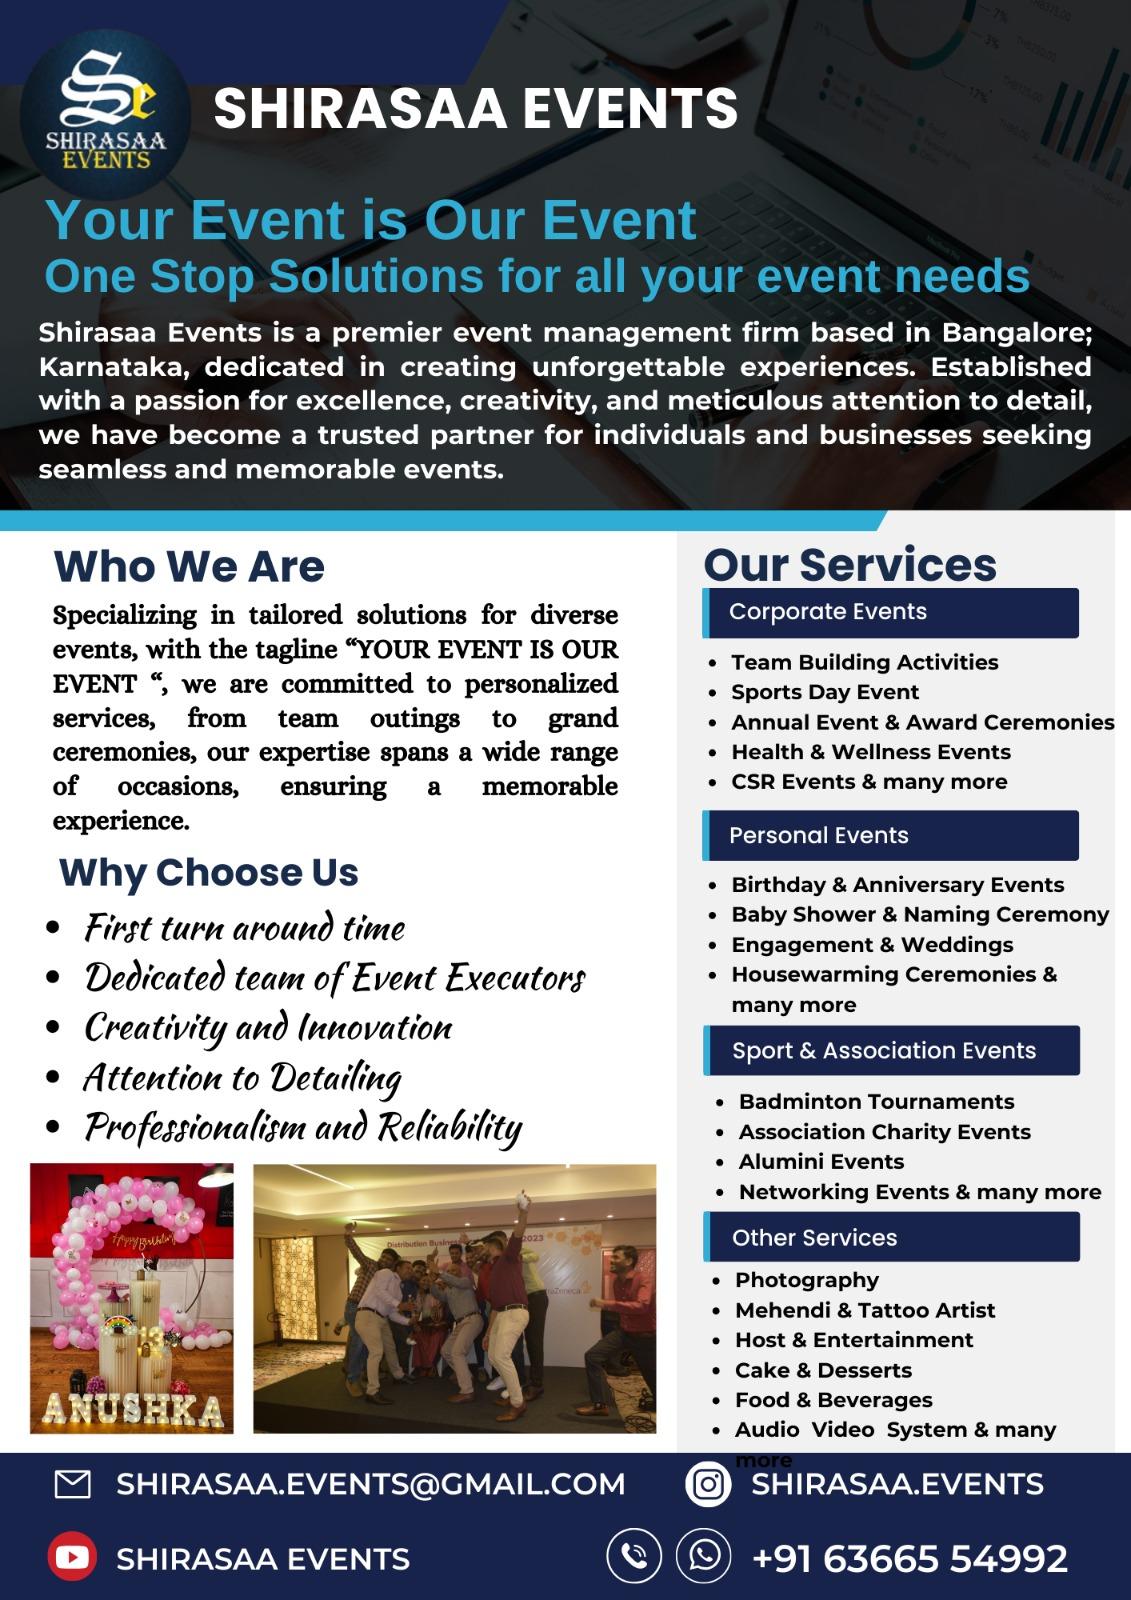 Se
SHIRASAA
EVENTS
SHIRASAA EVENTS
Your Event is Our Event
One Stop Solutions for all your event needs
Shirasaa Events is a premier event management firm based in Bangalore;
Karnataka, dedicated in creating unforgettable experiences. Established
with a passion for excellence, creativity, and meticulous attention to detail,
we have become a trusted partner for individuals and businesses seeking
seamless and memorable events.
Who We Are
Specializing in tailored solutions for diverse
events, with the tagline “YOUR EVENT IS OUR
EVENT “, we are committed to personalized
services, from team outings to grand
ceremonies, our expertise spans a wide range
of occasions, ensuring a memorable
experience.
Why Choose Us
• First turn around time
• Dedicated team of Event Executors
• Creativity and Innovation
• Attention to Detailing
• Professionalism and Reliability
Happy Birthday
13
ANUSHKA
Distribution Business
2023
Our Services
Corporate Events
• Team Building Activities
• Sports Day Event
• Annual Event & Award Ceremonies
• Health & Wellness Events
• CSR Events & many more
Personal Events
• Birthday & Anniversary Events
• Baby Shower & Naming Ceremony
• Engagement & Weddings
• Housewarming Ceremonies &
many more
Sport & Association Events
• Badminton Tournaments
• Association Charity Events
• Alumini Events
• Networking Events & many more
Other Services
• Photography
• Mehendi & Tattoo Artist
• Host & Entertainment
• Cake & Desserts
• Food & Beverages
• Audio Video System & many
more
SHIRASAA.EVENTS@GMAIL.COM
SHIRASAA.EVENTS
SHIRASAA EVENTS
+91 63665 54992